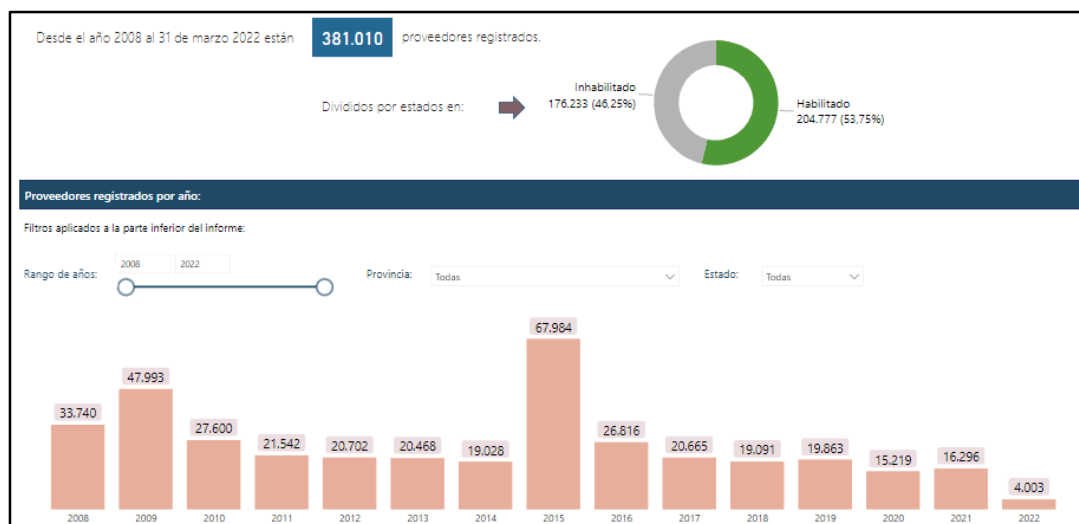 Desde el año 2008 al 31 de marzo 2022 están 381.010 proveedores registrados.
Divididos por estados en:
Inhabilitado
176.233 (46,25%)
Habilitado
204.777 (53,75%)
Proveedores registrados por año:
Filtros aplicados a la parte inferior del informe:
Rango de años: 2008 2022 Provincia: Todas Estado: Todas
67.984
47.993
33.740
27.600
21.542
20.702
20.468
19.028
26.816
20.665
19.091
19.863
15.219
16.296
4.003
2008 2009 2010 2011 2012 2013 2014 2015 2016 2017 2018 2019 2020 2021 2022